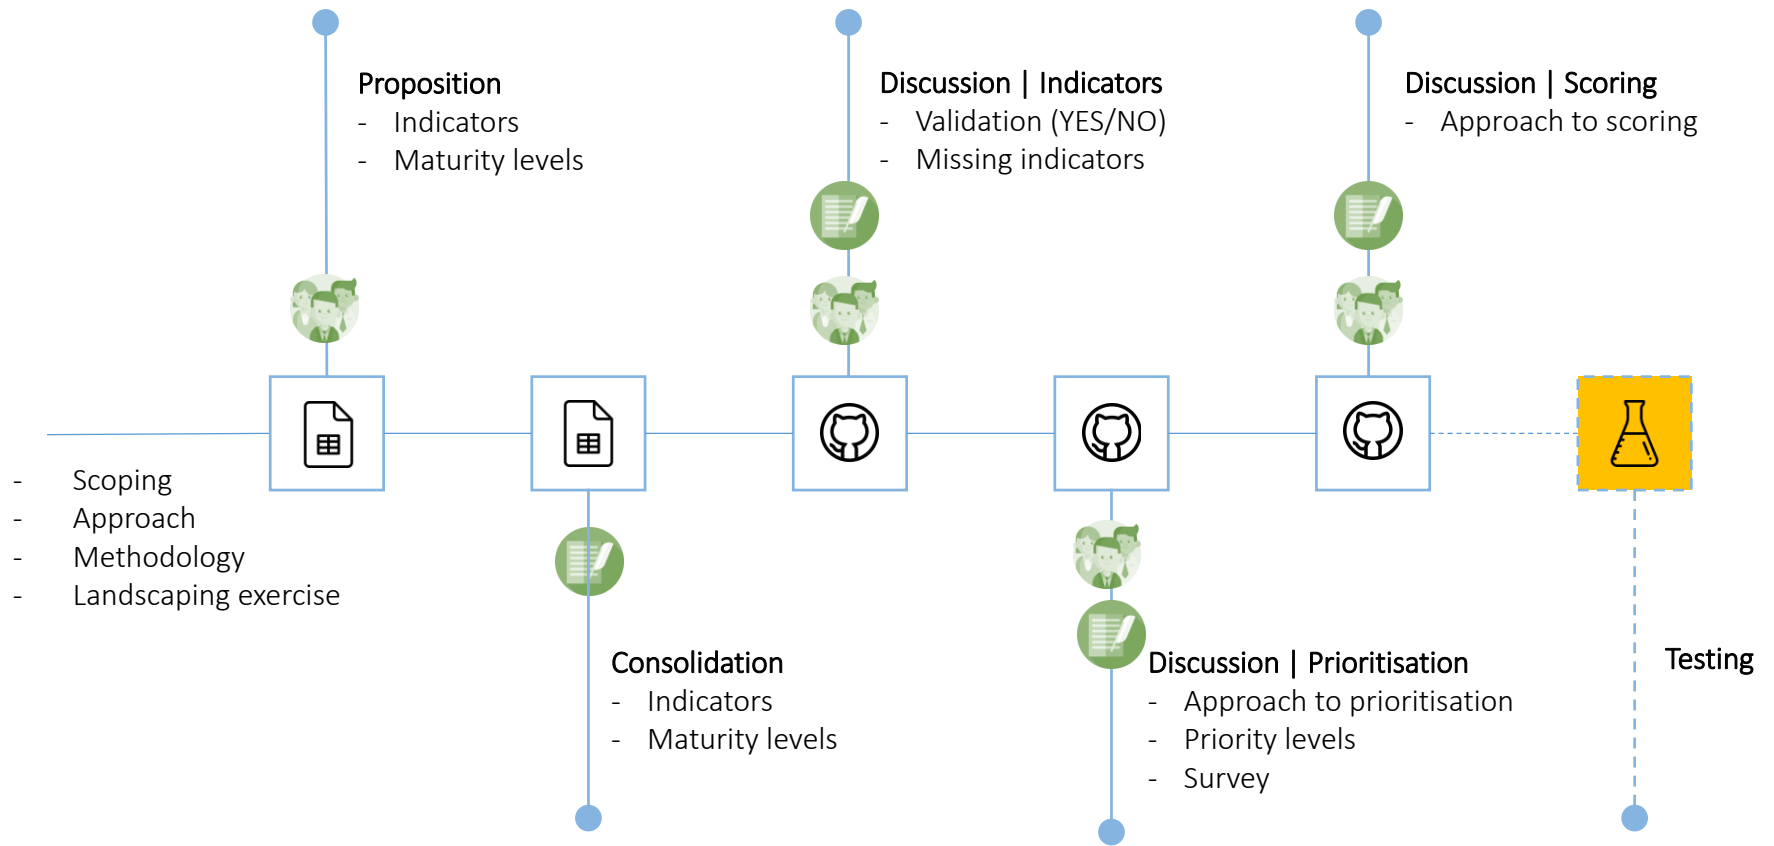 Proposition
- Indicators
- Maturity levels
Discussion | Indicators
- Validation (YES/NO)
- Missing indicators
Discussion | Scoring
- Approach to scoring
- Scoping
- Approach
- Methodology
- Landscaping exercise
Consolidation
- Indicators
- Maturity levels
Discussion | Prioritisation
- Approach to prioritisation
- Priority levels
- Survey
Testing